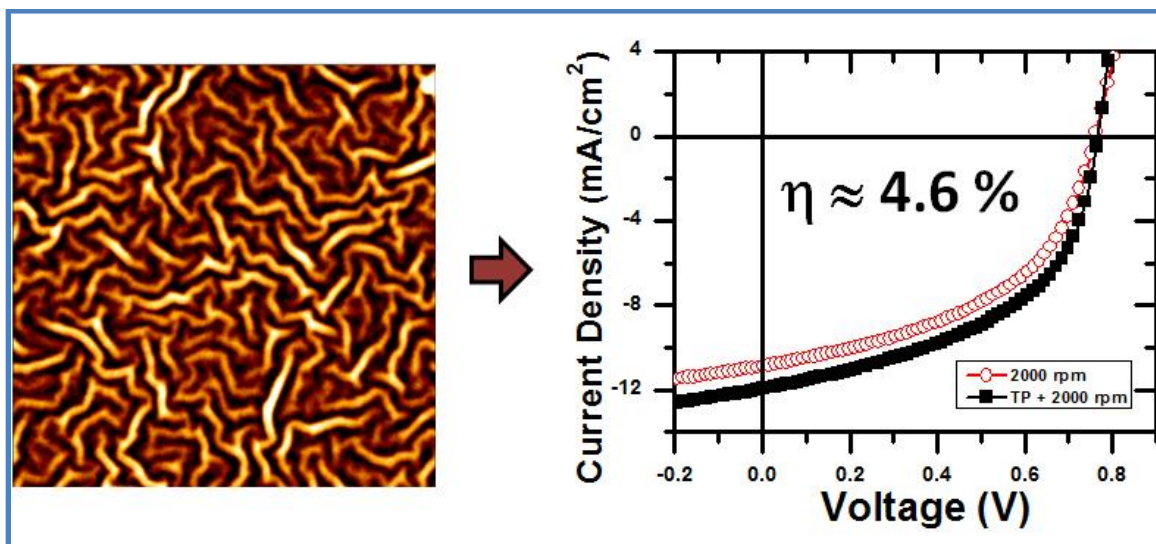 Current Density (mA/cm²)
4
0
-4
-8
-12
η ≈ 4.6 %
2000 rpm
TP + 2000 rpm
-0.2 0.0 0.2 0.4 0.6 0.8
Voltage (V)